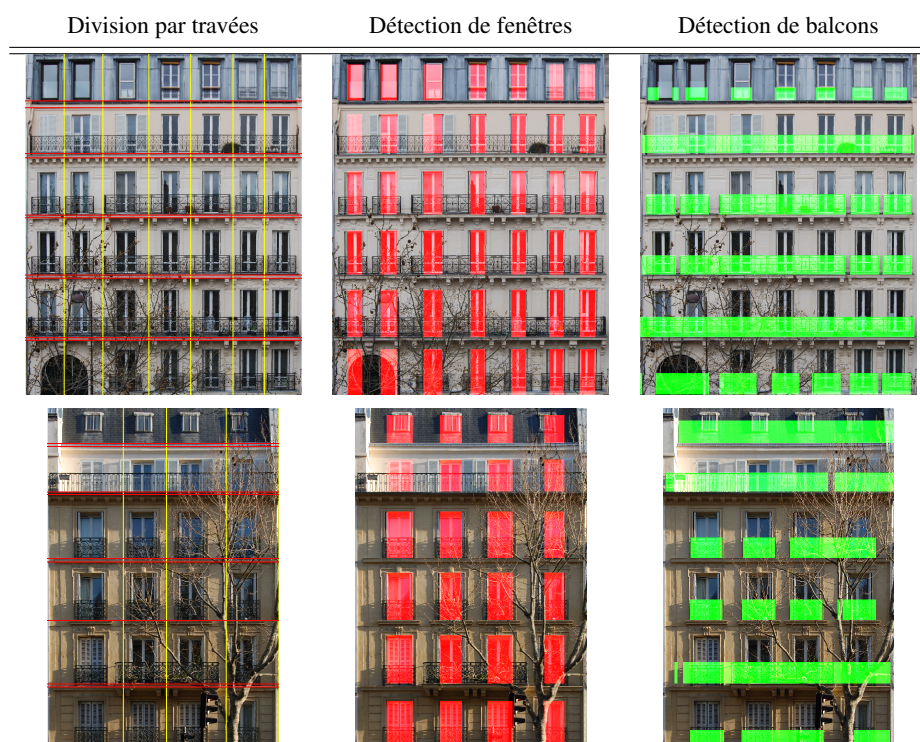 Division par travées
Détection de fenêtres
Détection de balcons